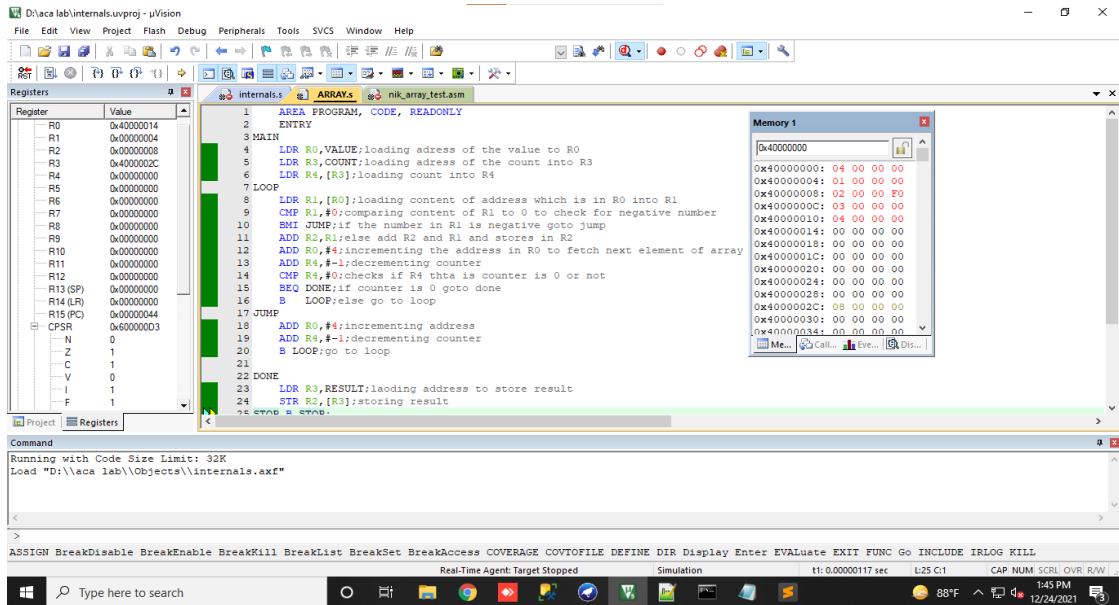 D:\aca lab\internals.uvproj - µVision
File Edit View Project Flash Debug Peripherals Tools SVCS Window Help
Registers
internals.s ARRAY.s nik_array_test.asm
Register Value
R0 0x40000014
R1 0x00000004
R2 0x00000008
R3 0x4000002C
R4 0x00000000
R5 0x00000000
R6 0x00000000
R7 0x00000000
R8 0x00000000
R9 0x00000000
R10 0x00000000
R11 0x00000000
R12 0x00000000
R13 (SP) 0x00000000
R14 (LR) 0x00000000
R15 (PC) 0x00000044
CPSR 0x600000D3
N 0
Z 1
C 1
V 0
I 1
F 1
Project Registers
1 AREA PROGRAM, CODE, READONLY
2 ENTRY
3 MAIN
4 LDR R0,VALUE;loading adress of the value to R0
5 LDR R3,COUNT;loading adress of the count into R3
6 LDR R4,[R3];loading count into R4
7 LOOP
8 LDR R1,[R0];loading content of address which is in R0 into R1
9 CMP R1,#0;comparing content of R1 to 0 to check for negative number
10 BMI JUMP;if the number in R1 is negative goto jump
11 ADD R2,R1;else add R2 and R1 and stores in R2
12 ADD R0,#4;incrementing the address in R0 to fetch next element of array
13 ADD R4,#-1;decrementing counter
14 CMP R4,#0;checks if R4 thta is counter is 0 or not
15 BEQ DONE;if counter is 0 goto done
16 B LOOP;else go to loop
17 JUMP
18 ADD R0,#4;incrementing address
19 ADD R4,#-1;decrementing counter
20 B LOOP;go to loop
21
22 DONE
23 LDR R3,RESULT;laoding address to store result
24 STR R2,[R3];storing result
25 STOP B STOP;
Memory 1
0x40000000
0x40000000: 04 00 00 00
0x40000004: 01 00 00 00
0x40000008: 02 00 00 F0
0x4000000C: 03 00 00 00
0x40000010: 04 00 00 00
0x40000014: 00 00 00 00
0x40000018: 00 00 00 00
0x4000001C: 00 00 00 00
0x40000020: 00 00 00 00
0x40000024: 00 00 00 00
0x40000028: 00 00 00 00
0x4000002C: 08 00 00 00
0x40000030: 00 00 00 00
0x40000034: 00 00 00 00
Me... Call... Eve... Dis...
Command
Running with Code Size Limit: 32K
Load "D:\\aca lab\\Objects\\internals.axf"
>
ASSIGN BreakDisable BreakEnable BreakKill BreakList BreakSet BreakAccess COVERAGE COVTOFILE DEFINE DIR Display Enter EVALuate EXIT FUNC Go INCLUDE IRLOG KILL
Real-Time Agent: Target Stopped Simulation t1: 0.00000117 sec L:25 C:1 CAP NUM SCRL OVR R/W
Type here to search
88°F
1:45 PM
12/24/2021
3